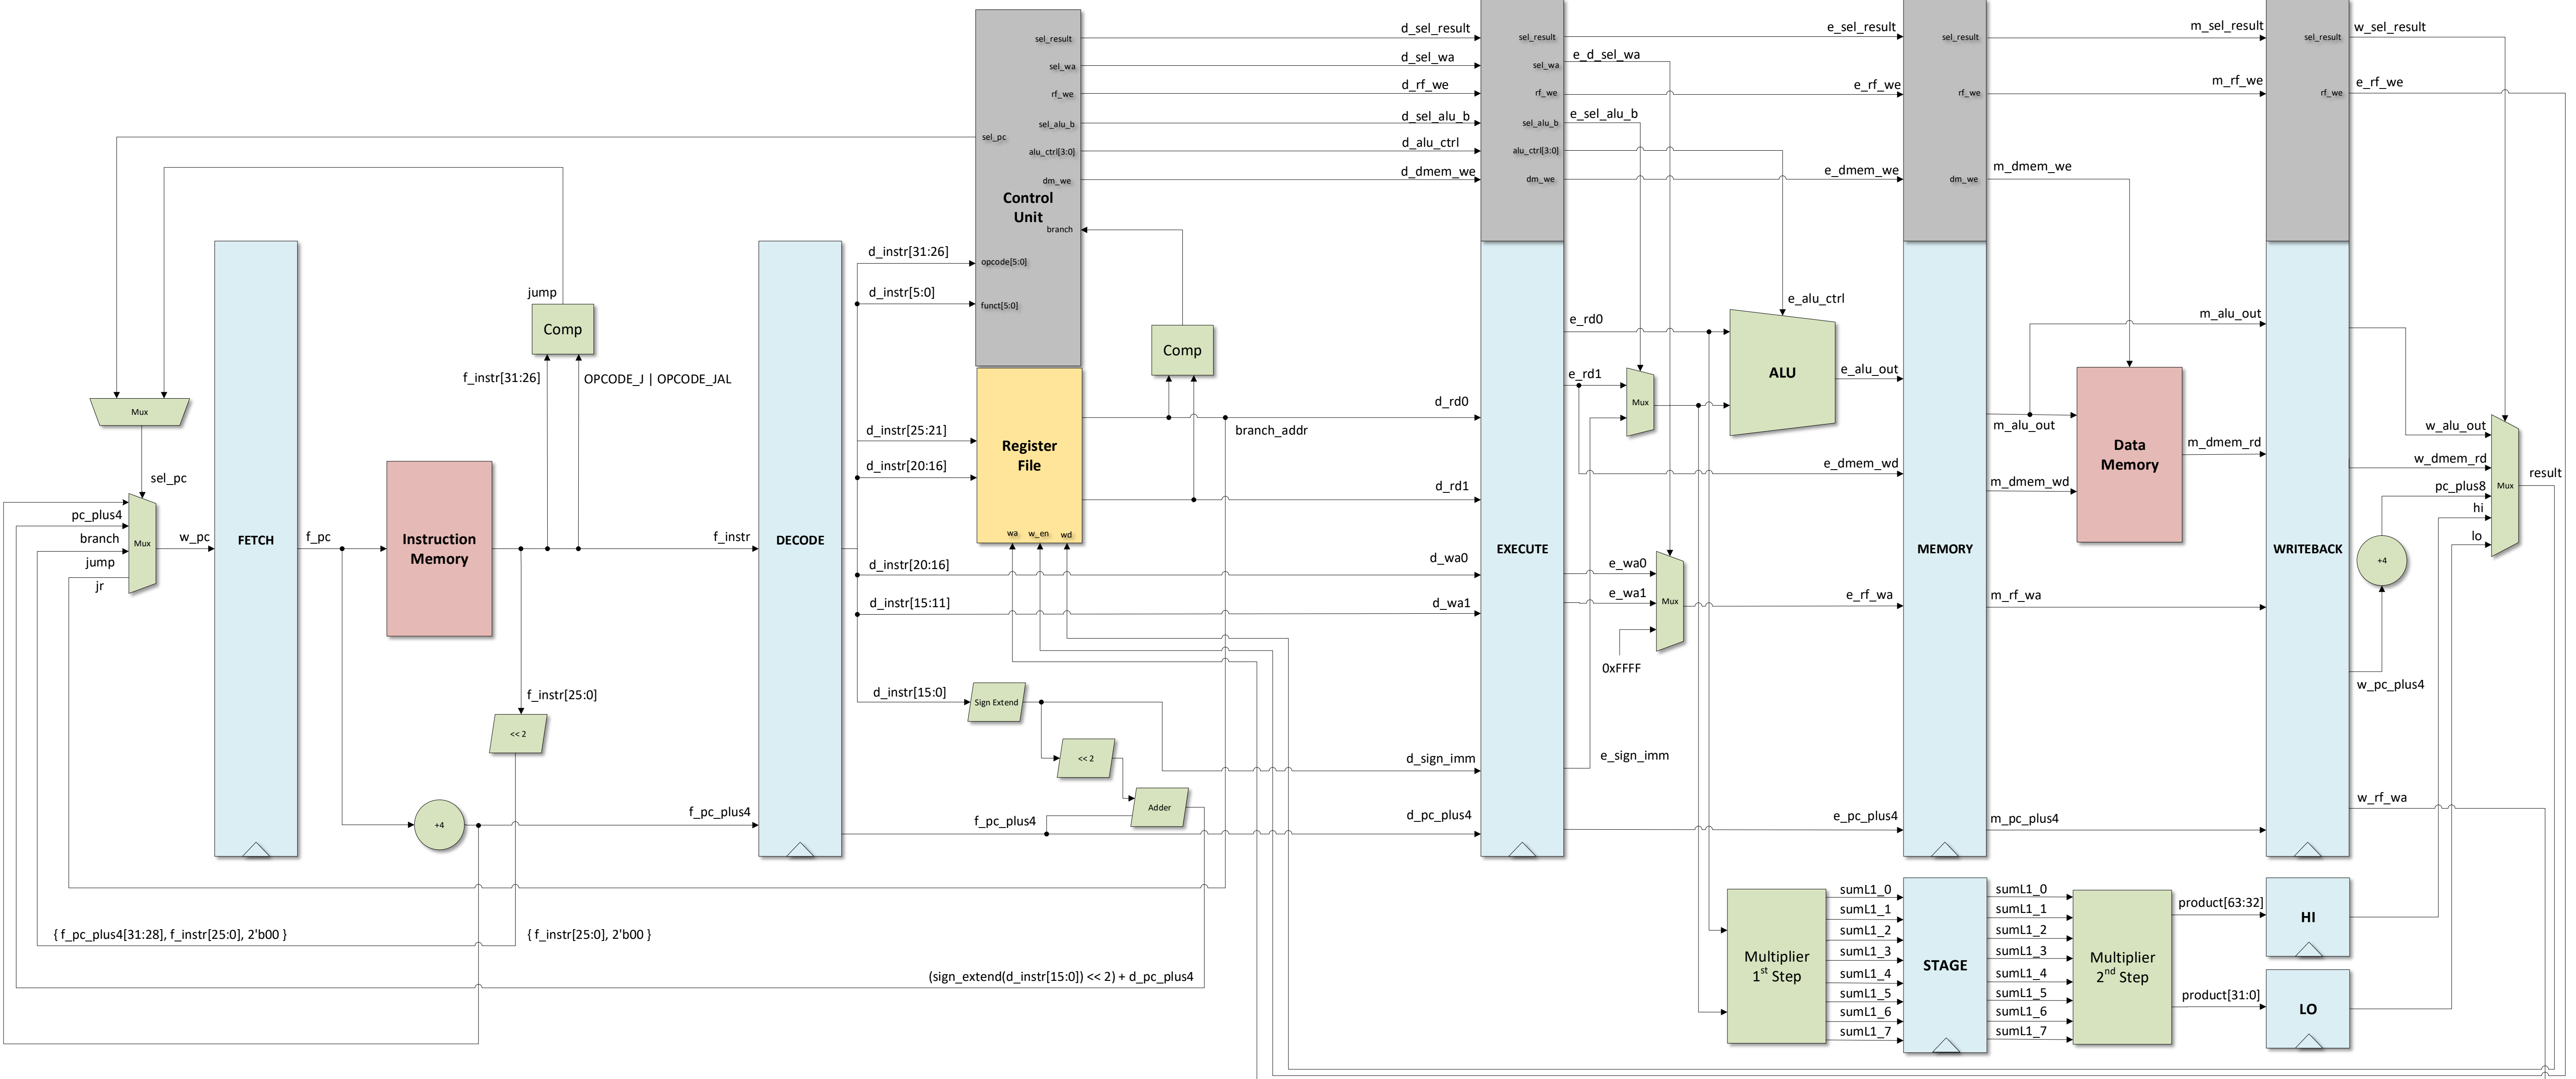 sel_result
sel_wa
rf_we
sel_alu_b
sel_pc
alu_ctrl[3:0]
dm_we
Control
Unit
branch
opcode[5:0]
funct[5:0]
d_sel_result
d_sel_wa
d_rf_we
d_sel_alu_b
d_alu_ctrl
d_dmem_we
sel_result
sel_wa
rf_we
sel_alu_b
alu_ctrl[3:0]
dm_we
e_d_sel_wa
e_sel_alu_b
e_sel_result
e_rf_we
e_dmem_we
sel_result
rf_we
dm_we
m_dmem_we
m_sel_result
m_rf_we
sel_result
rf_we
w_sel_result
e_rf_we
Mux
sel_pc
pc_plus4
branch
jump
jr
Mux
w_pc
FETCH
f_pc
Instruction
Memory
jump
Comp
f_instr[31:26]
OPCODE_J | OPCODE_JAL
f_instr
f_instr[25:0]
<< 2
+4
f_pc_plus4
{ f_pc_plus4[31:28], f_instr[25:0], 2'b00 }
{ f_instr[25:0], 2'b00 }
DECODE
d_instr[31:26]
d_instr[5:0]
d_instr[25:21]
d_instr[20:16]
d_instr[20:16]
d_instr[15:11]
d_instr[15:0]
Register
File
wa
w_en
wd
Comp
branch_addr
Sign Extend
<< 2
Adder
f_pc_plus4
(sign_extend(d_instr[15:0]) << 2) + d_pc_plus4
d_rd0
d_rd1
d_wa0
d_wa1
d_sign_imm
d_pc_plus4
EXECUTE
e_rd0
e_rd1
Mux
e_alu_ctrl
ALU
e_alu_out
e_dmem_wd
e_wa0
e_wa1
Mux
0xFFFF
e_rf_wa
e_sign_imm
e_pc_plus4
MEMORY
m_alu_out
m_alu_out
m_dmem_wd
Data
Memory
m_dmem_rd
m_rf_wa
m_pc_plus4
WRITEBACK
w_alu_out
w_dmem_rd
pc_plus8
hi
lo
Mux
result
+4
w_pc_plus4
w_rf_wa
Multiplier
1st Step
sumL1_0
sumL1_1
sumL1_2
sumL1_3
sumL1_4
sumL1_5
sumL1_6
sumL1_7
STAGE
sumL1_0
sumL1_1
sumL1_2
sumL1_3
sumL1_4
sumL1_5
sumL1_6
sumL1_7
Multiplier
2nd Step
product[63:32]
product[31:0]
HI
LO